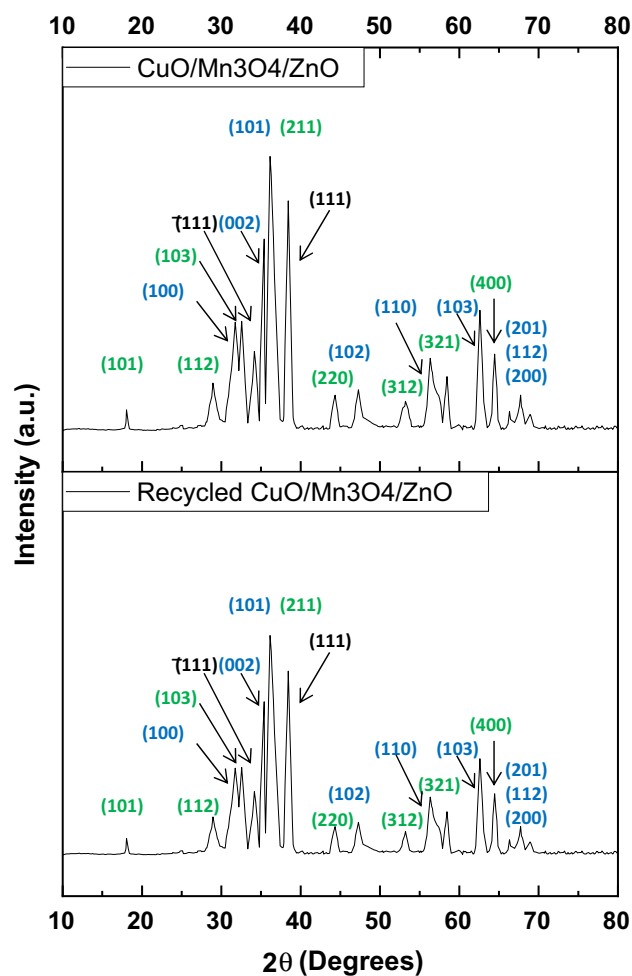 10 20 30 40 50 60 70 80
CuO/Mn3O4/ZnO
(101) (211)
¯(111) (002) (111)
(103)
(100)
(400)
(110) (103) (201)
(321)
(102) (112)
(101) (112) (220) (312) (200)
Intensity (a.u.)
Recycled CuO/Mn3O4/ZnO
(101) (211)
¯(111) (002) (111)
(103)
(100)
(400)
(110) (103) (201)
(321)
(101) (112) (102) (112)
(220) (312) (200)
10 20 30 40 50 60 70 80
2θ (Degrees)